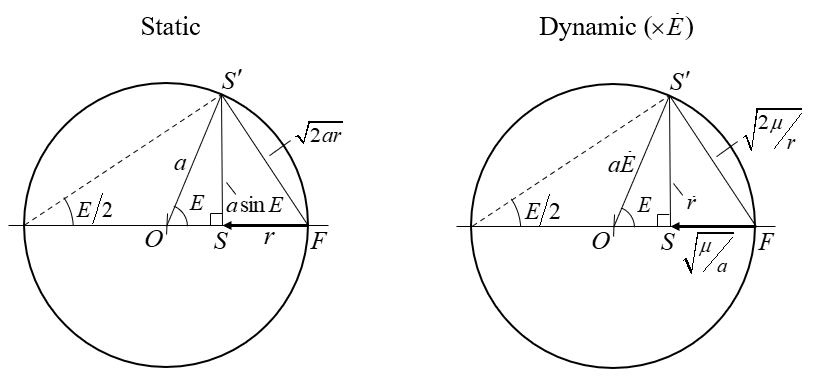 Static
Dynamic (×Ė)
S′
√2ar
a
E/2
E
a sin E
O
S
r
F
S′
√2μ/r
aĖ
E/2
E
ṙ
O
S
F
√μ/a